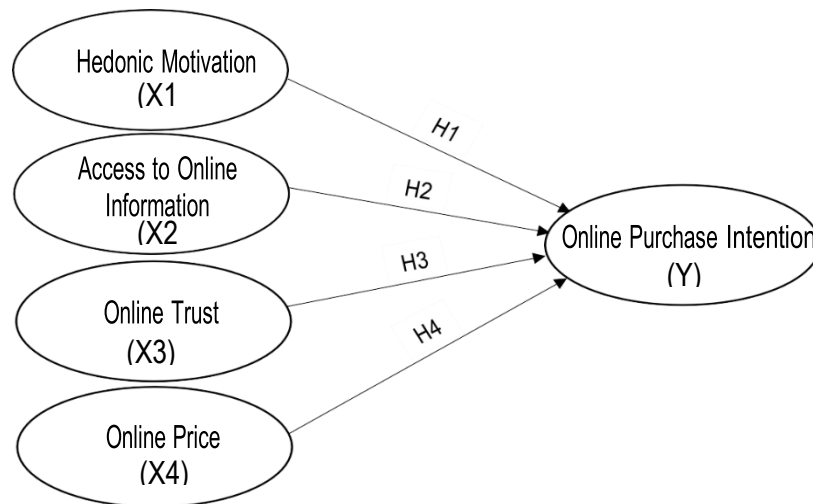 Hedonic Motivation
(X1
H1
Access to Online
Information
(X2
H2
Online Purchase Intention
(Y)
H3
Online Trust
(X3)
H4
Online Price
(X4)